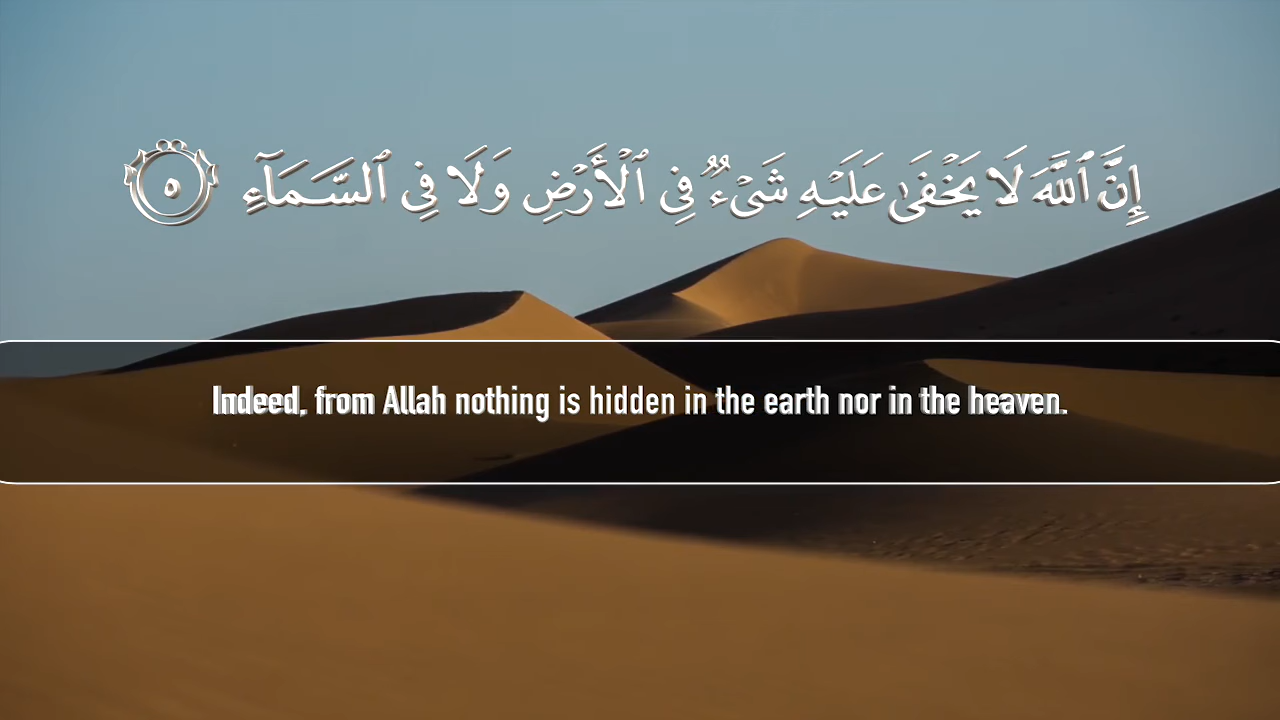 إِنَّ ٱللَّهَ لَا يَخۡفَىٰ عَلَيۡهِ شَيۡءٞ فِي ٱلۡأَرۡضِ وَلَا فِي ٱلسَّمَآءِ ٥
Indeed, from Allah nothing is hidden in the earth nor in the heaven.